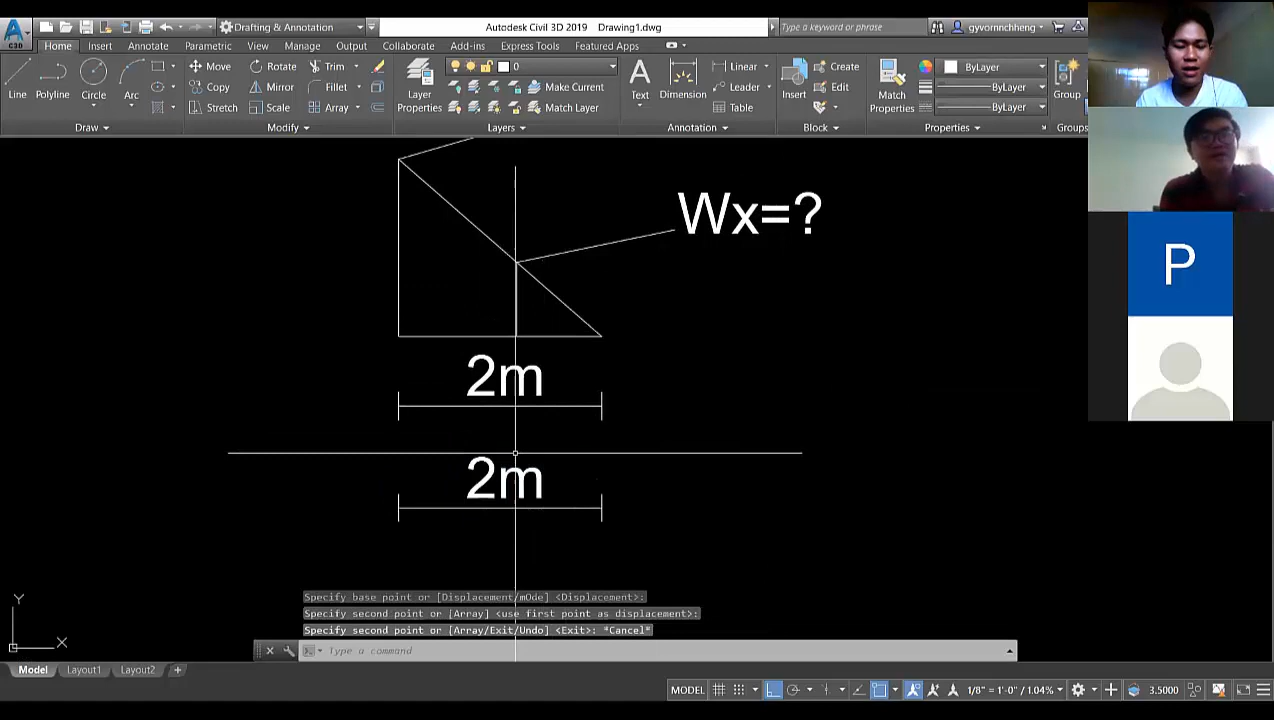 Drafting & Annotation
Autodesk Civil 3D 2019 Drawing1.dwg
Type a keyword or phrase
gyvornnchheng
C3D
Home Insert Annotate Parametric View Manage Output Collaborate Add-ins Express Tools Featured Apps
Line Polyline Circle Arc
Move Rotate Trim
Copy Mirror Fillet
Stretch Scale Array
Layer Properties
0
Make Current
Match Layer
Text Dimension
Linear
Leader
Table
Insert
Create
Edit
Match Properties
ByLayer
ByLayer
ByLayer
Group
Draw Modify Layers Annotation Block Properties Groups
Wx=?
2m
2m
P
Specify base point or [Displacement/mOde] <Displacement>:
Specify second point or [Array] <use first point as displacement>:
Specify second point or [Array/Exit/Undo] <Exit>: *Cancel*
Type a command
Y
X
Model Layout1 Layout2 +
MODEL 1/8" = 1'-0" / 1.04% 3.5000